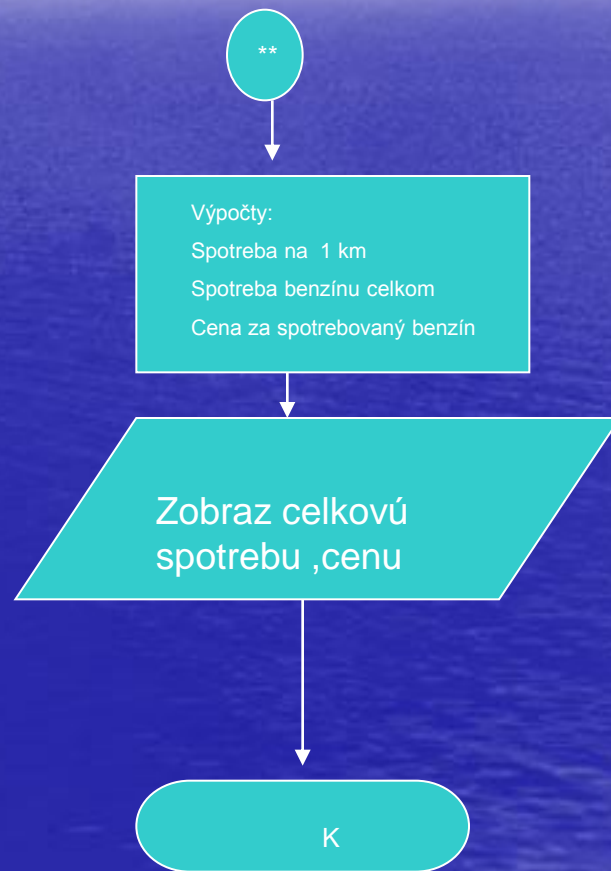 **
Výpočty:
Spotreba na 1 km
Spotreba benzínu celkom
Cena za spotrebovaný benzín
Zobraz celkovú
spotrebu ,cenu
K